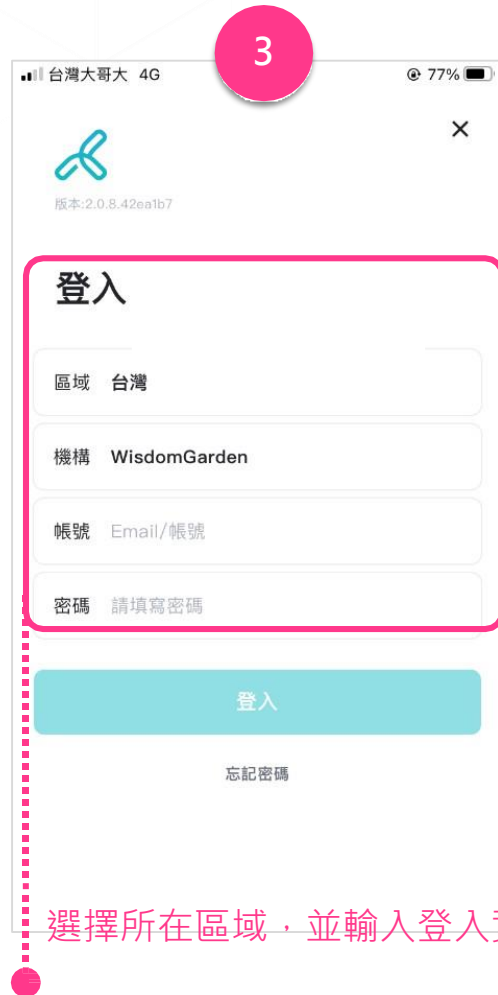 3
台灣大哥大 4G
77%
版本:2.0.8.42ea1b7
登入
區域 台灣
機構 WisdomGarden
帳號 Email/帳號
密碼 請填寫密碼
登入
忘記密碼
選擇所在區域，並輸入登入